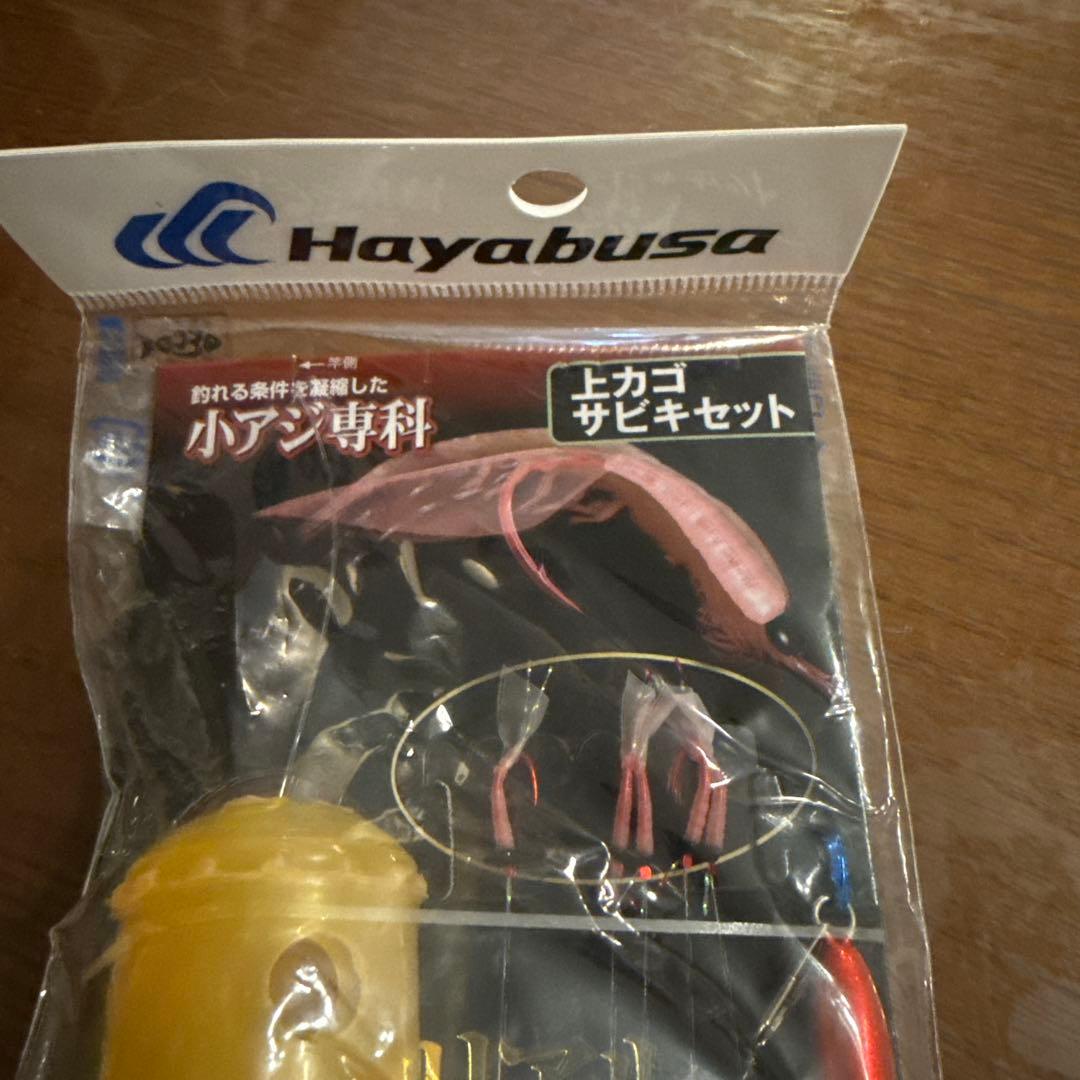 Hayabusa
←竿側
釣れる条件を凝縮した
小アジ専科
上カゴ
サビキセット